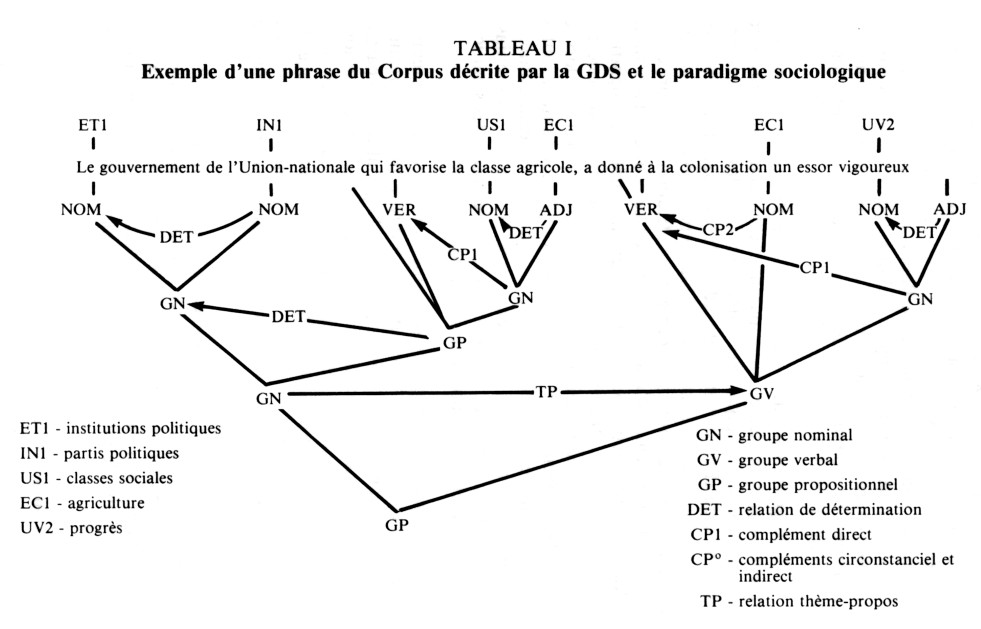 TABLEAU I
Exemple d'une phrase du Corpus décrite par la GDS et le paradigme sociologique
ET1 IN1 US1 EC1 EC1 UV2
Le gouvernement de l'Union-nationale qui favorise la classe agricole, a donné à la colonisation un essor vigoureux
NOM NOM VER NOM ADJ VER NOM NOM ADJ
DET DET CP2 DET
CP1 CP1
GN GN GN
DET
GP
GN TP GV
GP
ET1 - institutions politiques
IN1 - partis politiques
US1 - classes sociales
EC1 - agriculture
UV2 - progrès
GN - groupe nominal
GV - groupe verbal
GP - groupe propositionnel
DET - relation de détermination
CP1 - complément direct
CP° - compléments circonstanciel et
indirect
TP - relation thème-propos